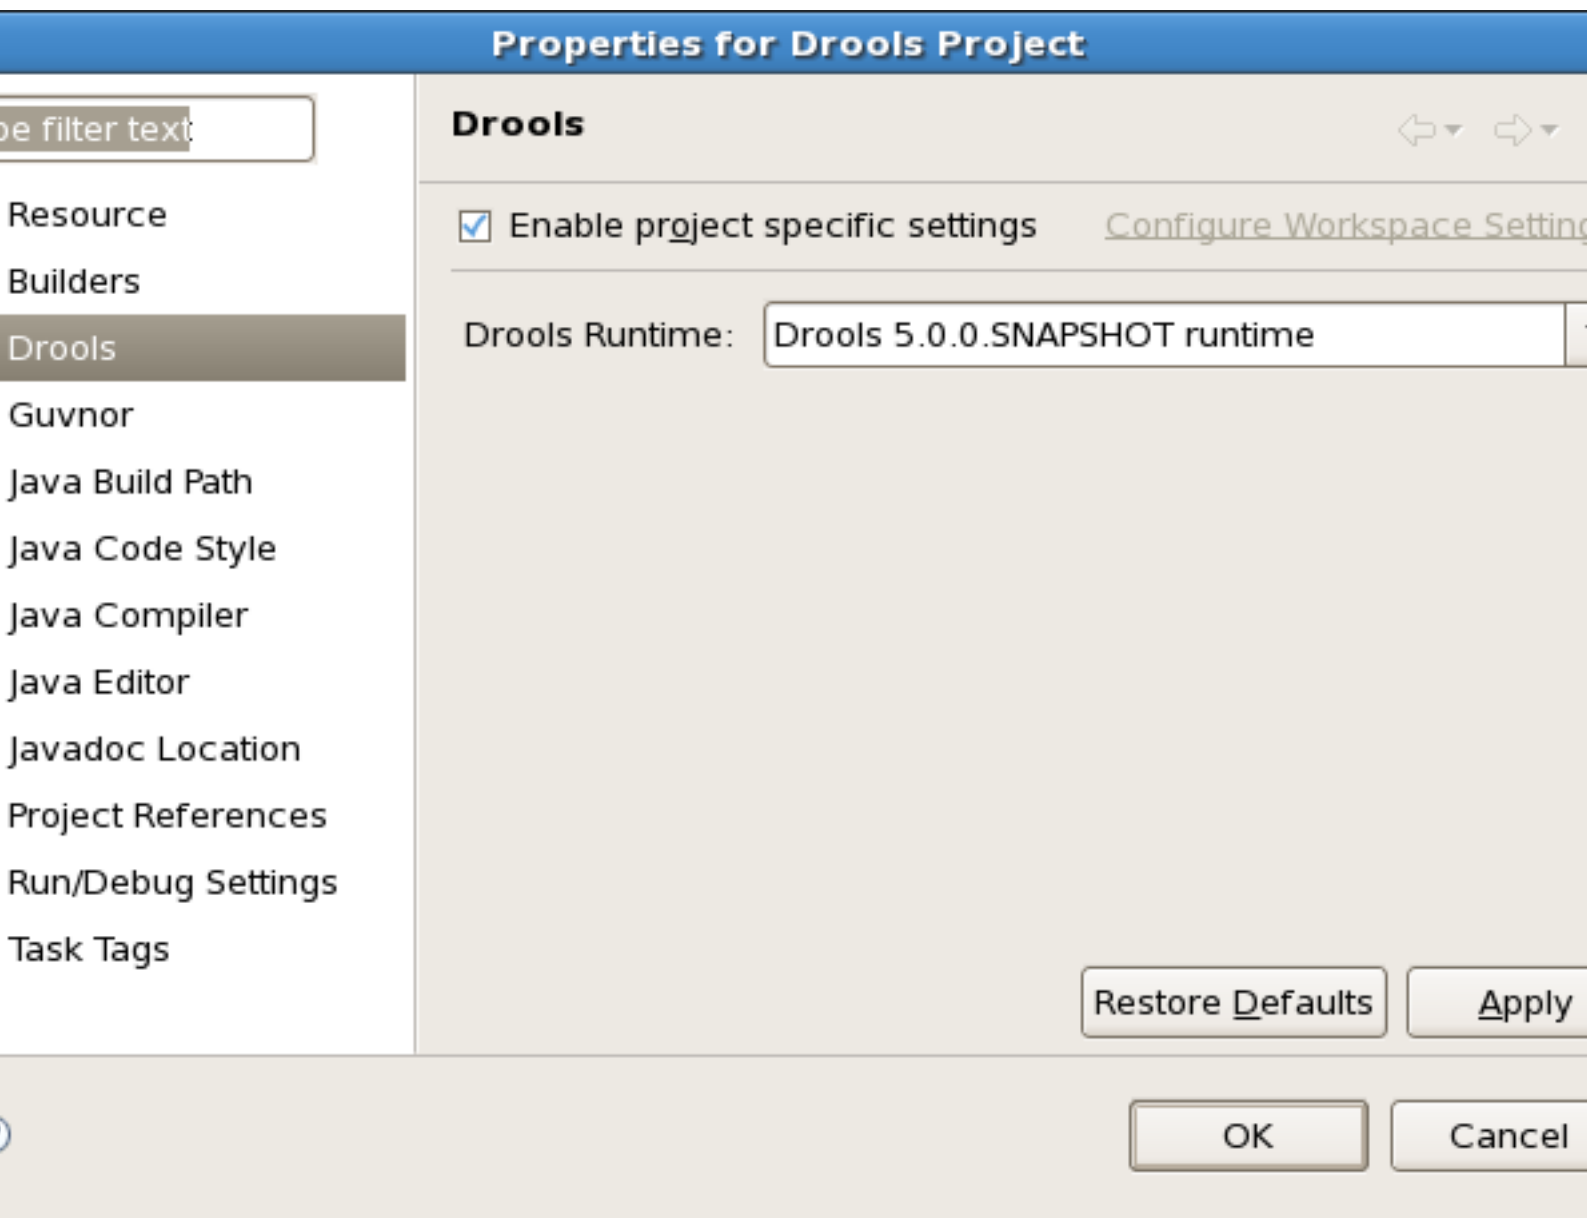 Properties for Drools Project
pe filter text
Drools
Resource
Builders
Drools
Guvnor
Java Build Path
Java Code Style
Java Compiler
Java Editor
Javadoc Location
Project References
Run/Debug Settings
Task Tags
Enable project specific settings
Configure Workspace Setting
Drools Runtime:
Drools 5.0.0.SNAPSHOT runtime
Restore Defaults
Apply
OK
Cancel